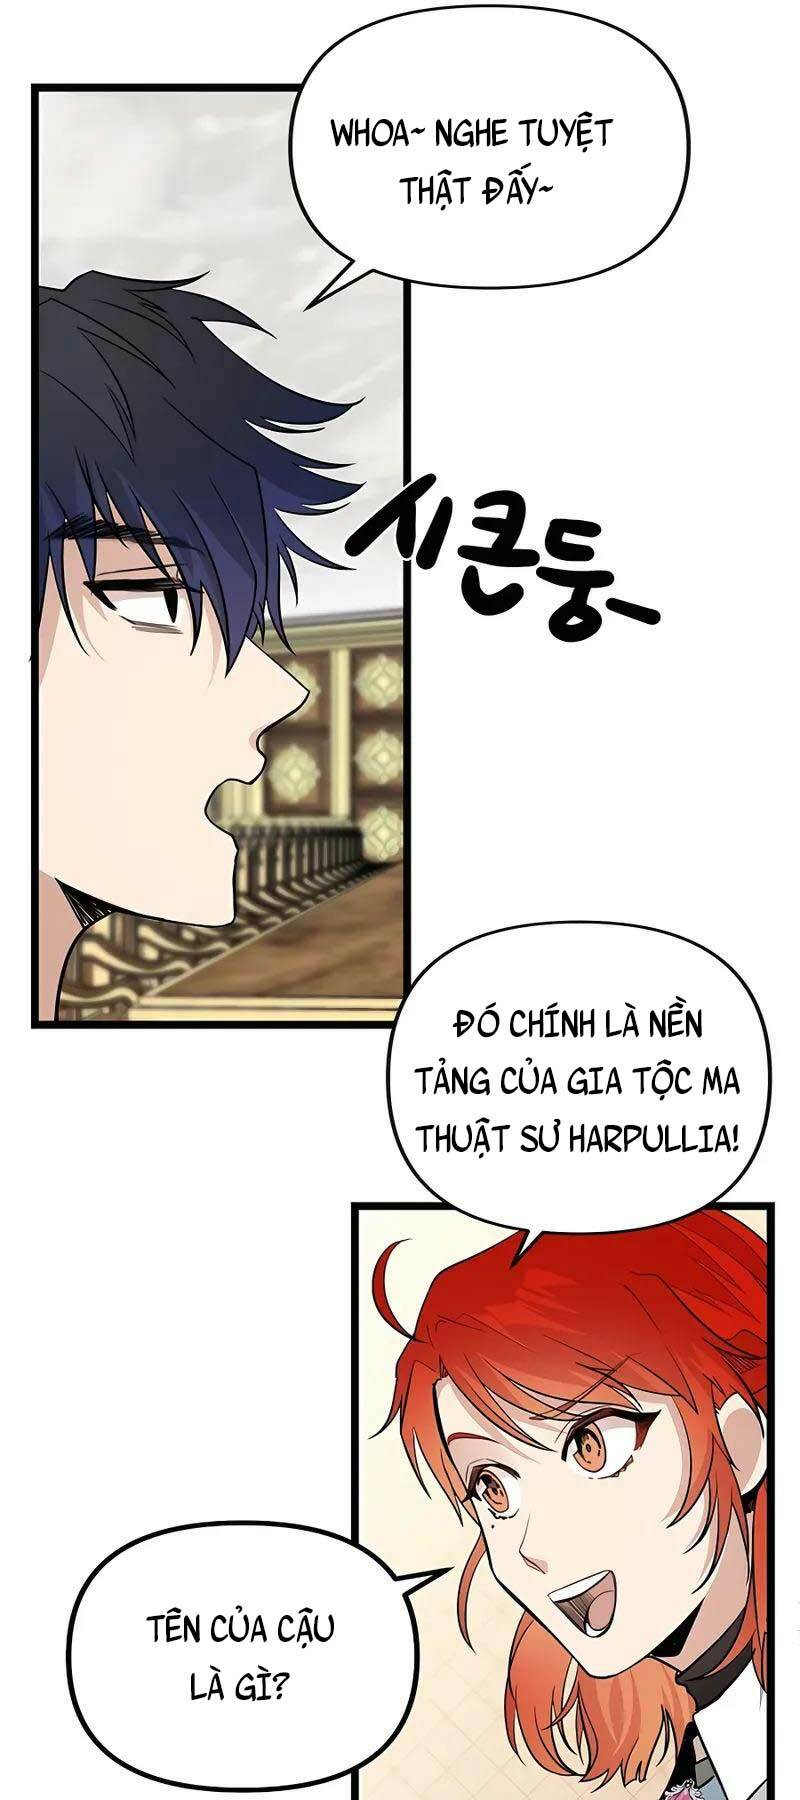 WHOA~ NGHE TUYỆT
THẬT ĐẤY~
시큰둥~
ĐÓ CHÍNH LÀ NỀN
TẢNG CỦA GIA TỘC MA
THUẬT SƯ HARPULLIA!
TÊN CỦA CẬU
LÀ GÌ?